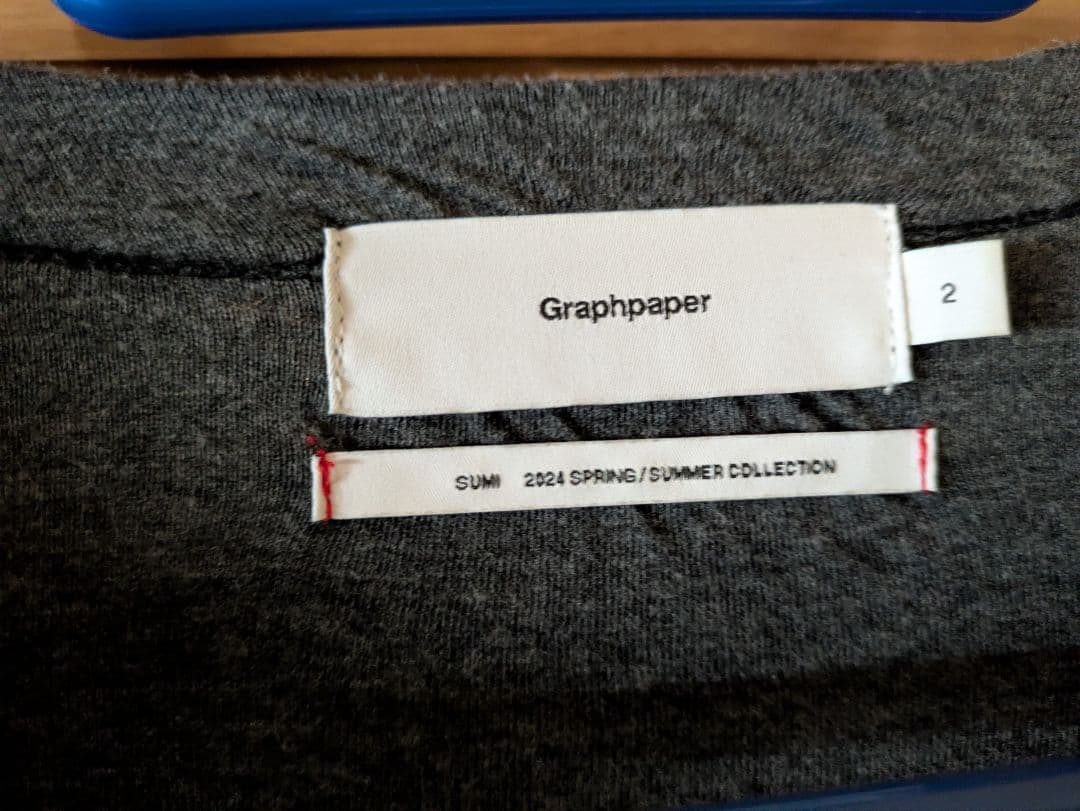 Graphpaper
2
SUMI 2024 SPRING/SUMMER COLLECTION